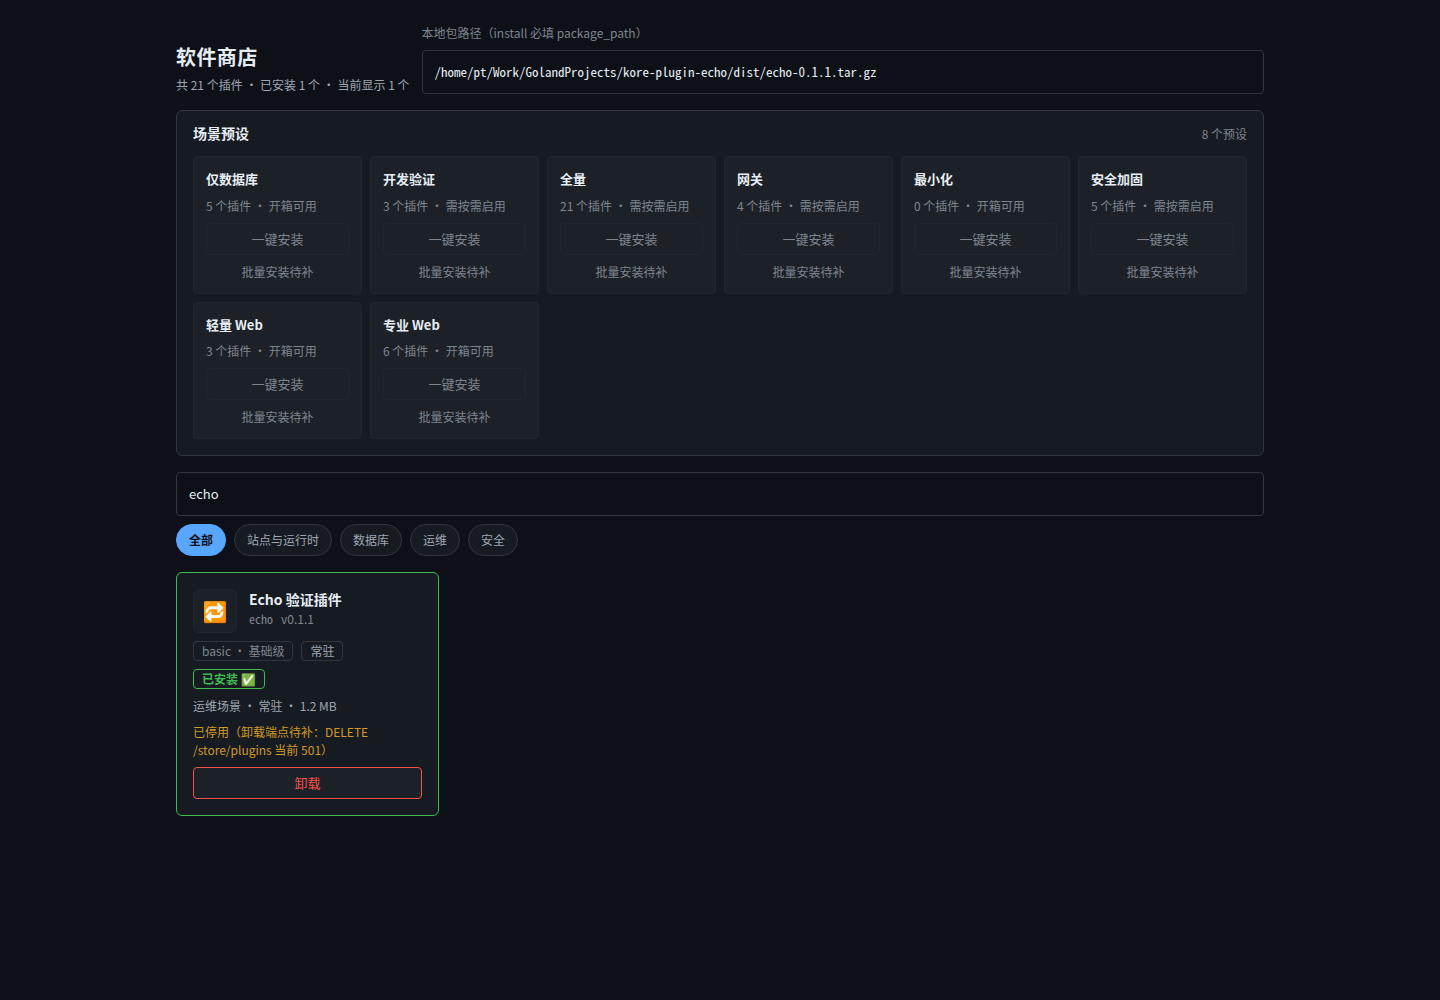 软件商店
共 21 个插件 · 已安装 1 个 · 当前显示 1 个
本地包路径（install 必填 package_path）
/home/pt/Work/GolandProjects/kore-plugin-echo/dist/echo-0.1.1.tar.gz
场景预设
8 个预设
仅数据库
5 个插件 · 开箱可用
一键安装
批量安装待补
开发验证
3 个插件 · 需按需启用
一键安装
批量安装待补
全量
21 个插件 · 需按需启用
一键安装
批量安装待补
网关
4 个插件 · 需按需启用
一键安装
批量安装待补
最小化
0 个插件 · 开箱可用
一键安装
批量安装待补
安全加固
5 个插件 · 需按需启用
一键安装
批量安装待补
轻量 Web
3 个插件 · 开箱可用
一键安装
批量安装待补
专业 Web
6 个插件 · 开箱可用
一键安装
批量安装待补
echo
全部
站点与运行时
数据库
运维
安全
Echo 验证插件
echo v0.1.1
basic · 基础级
常驻
已安装 ✅
运维场景 · 常驻 · 1.2 MB
已停用（卸载端点待补：DELETE
/store/plugins 当前 501）
卸载